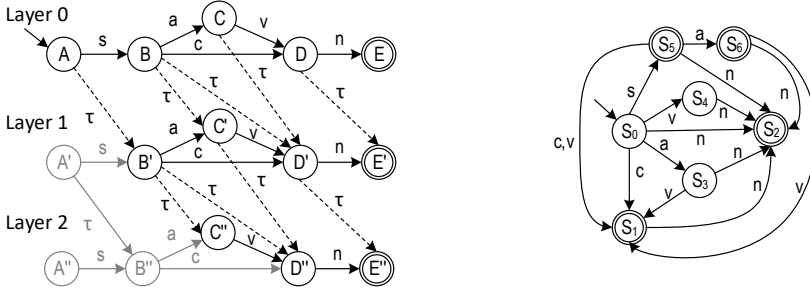 Layer 0
C
a
v
A
s
B
c
D
n
E
τ
τ
τ
τ
τ
Layer 1
C'
a
v
A'
s
B'
c
D'
n
E'
τ
τ
τ
τ
τ
Layer 2
C"
a
v
A"
s
B"
c
D"
n
E"
S5
a
S6
s
n
n
v
S4
n
S0
n
S2
c,v
a
c
S3
n
v
n
v
S1